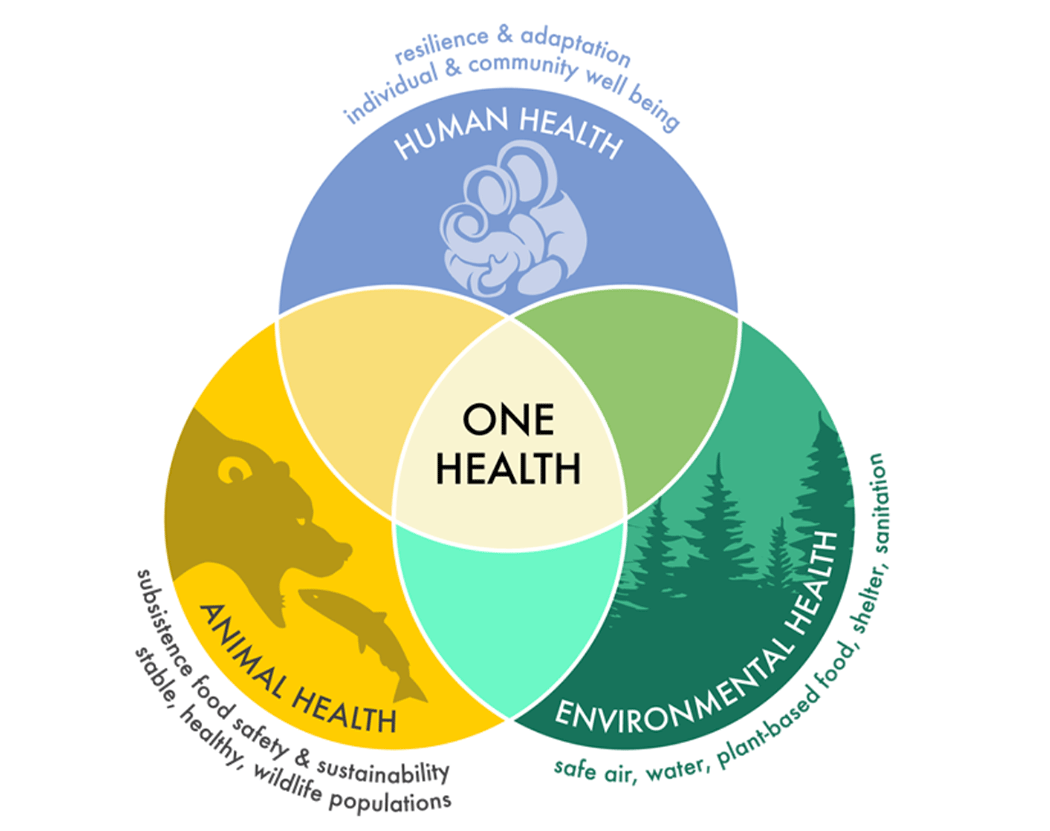 resilience & adaptation
individual & community well being
HUMAN HEALTH
ONE
HEALTH
ANIMAL HEALTH
subsistence food safety & sustainability
stable, healthy, wildlife populations
ENVIRONMENTAL HEALTH
safe air, water, plant-based food, shelter, sanitation